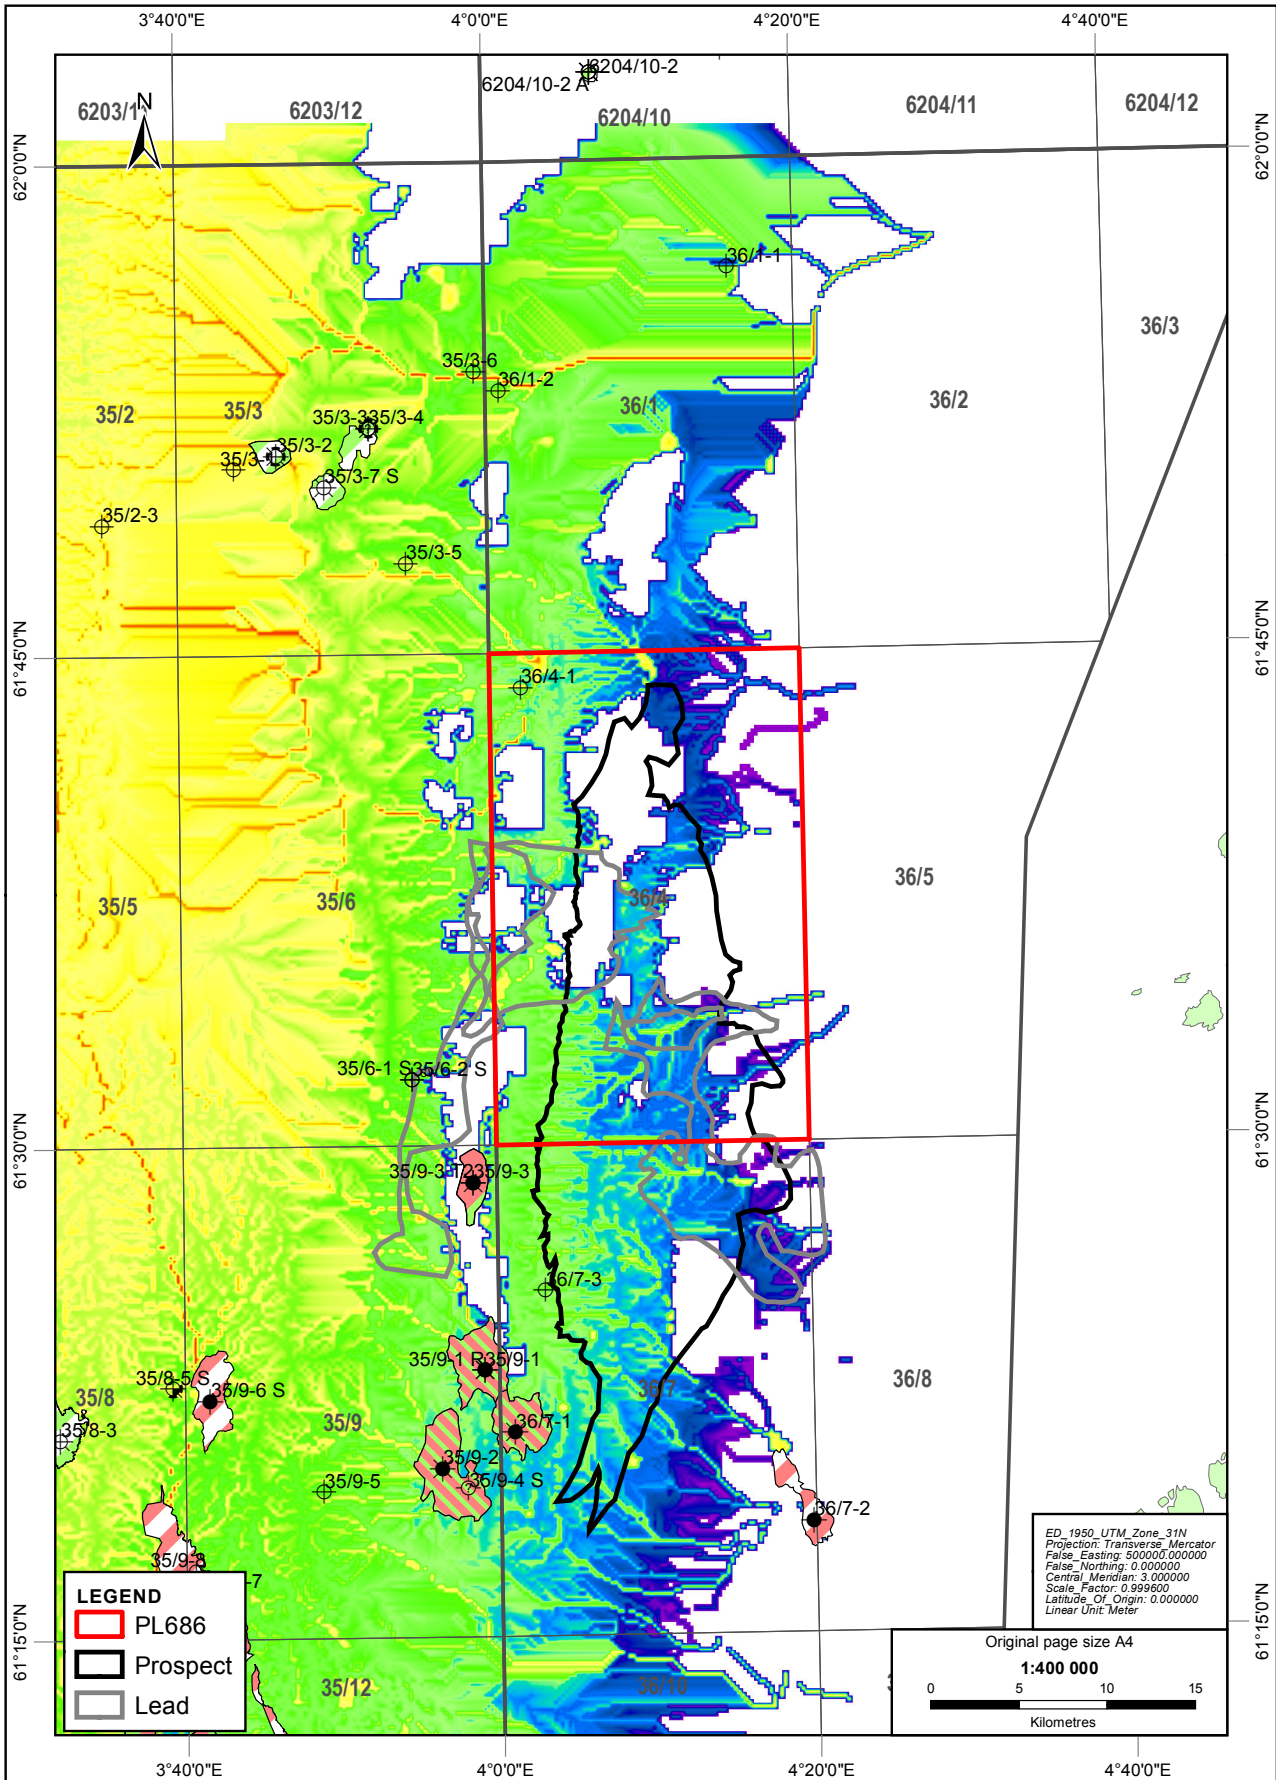 3°40'0"E 4°0'0"E 4°20'0"E 4°40'0"E
6204/10-2
6204/10-2 A
6203/1
6203/12
6204/10
6204/11
6204/12
N
62°0'0"N
62°0'0"N
36/1-1
36/3
35/3-6
36/1-2
35/2
35/3
36/1
36/2
35/3-3
35/3-4
35/3-2
35/3-
35/3-7 S
35/2-3
35/3-5
61°45'0"N
61°45'0"N
36/4-1
35/5
35/6
36/4
36/5
35/6-1 S
35/6-2 S
61°30'0"N
61°30'0"N
35/9-3 T2
35/9-3
36/7-3
35/9-1 R
35/9-1
35/8
35/8-5 S
35/9-6 S
36/7
36/8
35/8-3
35/9
36/7-1
35/9-2
35/9-4 S
35/9-5
36/7-2
35/9-8
-7
LEGEND
PL686
Prospect
Lead
ED_1950_UTM_Zone_31N
Projection: Transverse_Mercator
False_Easting: 500000.000000
False_Northing: 0.000000
Central_Meridian: 3.000000
Scale_Factor: 0.999600
Latitude_Of_Origin: 0.000000
Linear Unit: Meter
61°15'0"N
61°15'0"N
35/12
36/10
Original page size A4
1:400 000
0 5 10 15
Kilometres
3°40'0"E 4°0'0"E 4°20'0"E 4°40'0"E